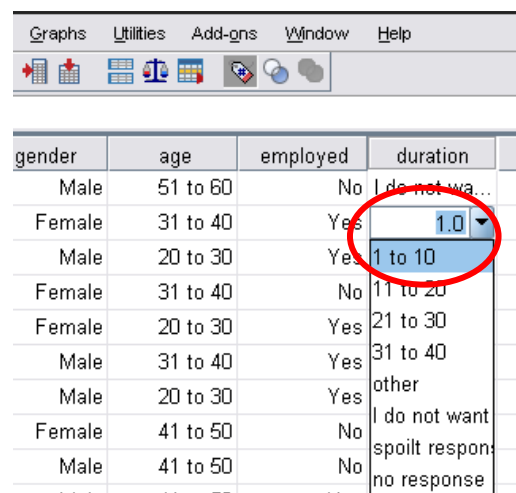 Graphs Utilities Add-ons Window Help
gender age employed duration
Male 51 to 60 No I do not wa...
Female 31 to 40 Yes 1.0
Male 20 to 30 Yes 1 to 10
Female 31 to 40 No 11 to 20
Female 20 to 30 Yes 21 to 30
Male 31 to 40 Yes 31 to 40
Male 20 to 30 Yes other
Female 41 to 50 No I do not want
Male 41 to 50 No spoilt respon
no response